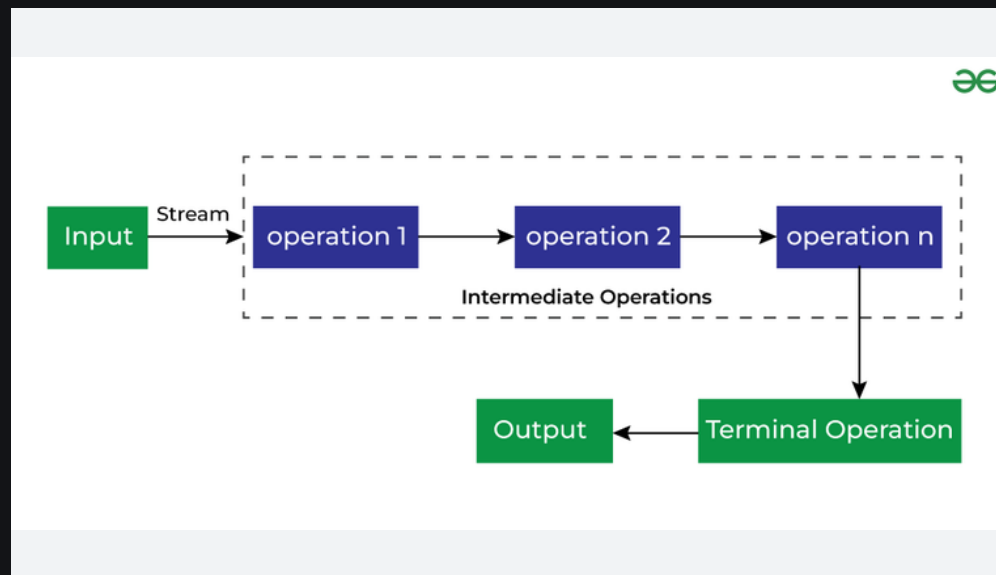 Stream
Input
operation 1
operation 2
operation n
Intermediate Operations
Output
Terminal Operation